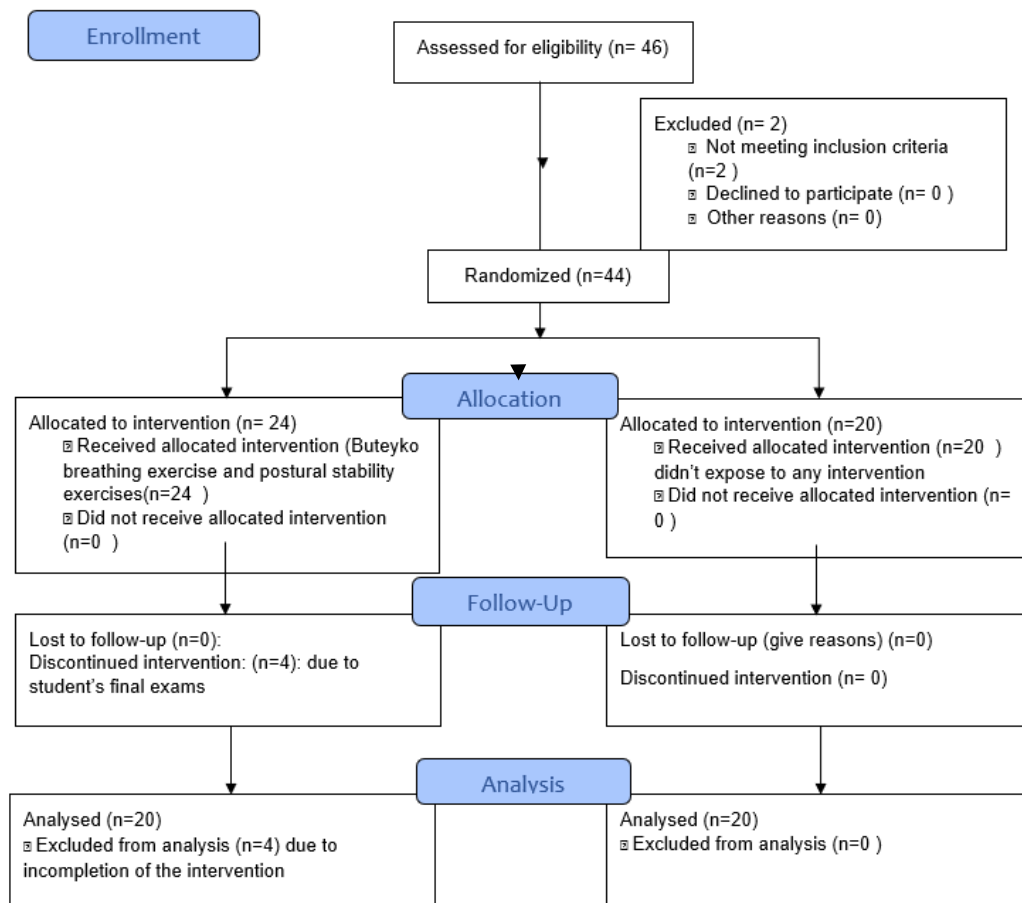 Enrollment
Assessed for eligibility (n= 46)
Excluded (n= 2)
⍰ Not meeting inclusion criteria
(n=2 )
⍰ Declined to participate (n= 0 )
⍰ Other reasons (n= 0)
Randomized (n=44)
Allocation
Allocated to intervention (n= 24)
⍰ Received allocated intervention (Buteyko
breathing exercise and postural stability
exercises(n=24 )
⍰ Did not receive allocated intervention
(n=0 )
Allocated to intervention (n=20)
⍰ Received allocated intervention (n=20 )
didn't expose to any intervention
⍰ Did not receive allocated intervention (n=
0 )
Follow-Up
Lost to follow-up (n=0):
Discontinued intervention: (n=4): due to
student's final exams
Lost to follow-up (give reasons) (n=0)
Discontinued intervention (n= 0)
Analysis
Analysed (n=20)
⍰ Excluded from analysis (n=4) due to
incompletion of the intervention
Analysed (n=20)
⍰ Excluded from analysis (n=0 )